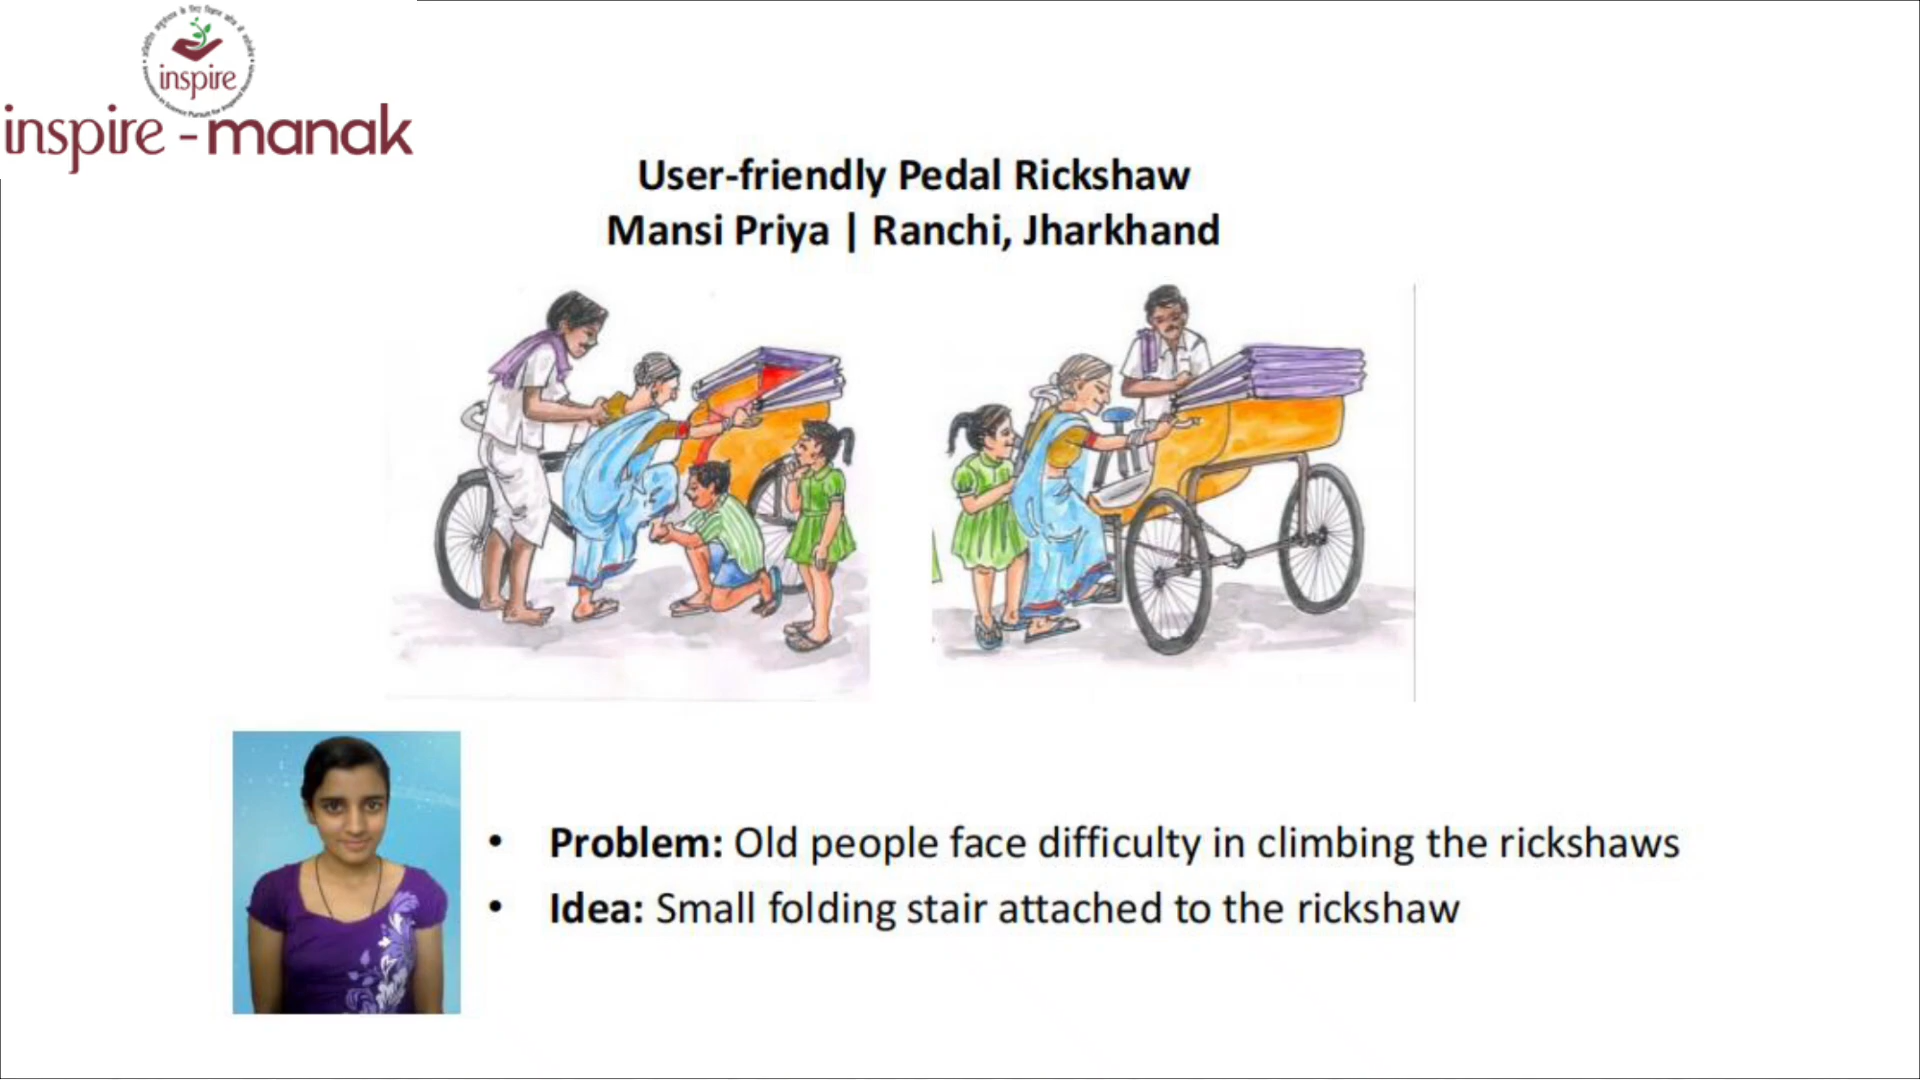 inspire
inspire - manak
User-friendly Pedal Rickshaw
Mansi Priya | Ranchi, Jharkhand
• Problem: Old people face difficulty in climbing the rickshaws
• Idea: Small folding stair attached to the rickshaw